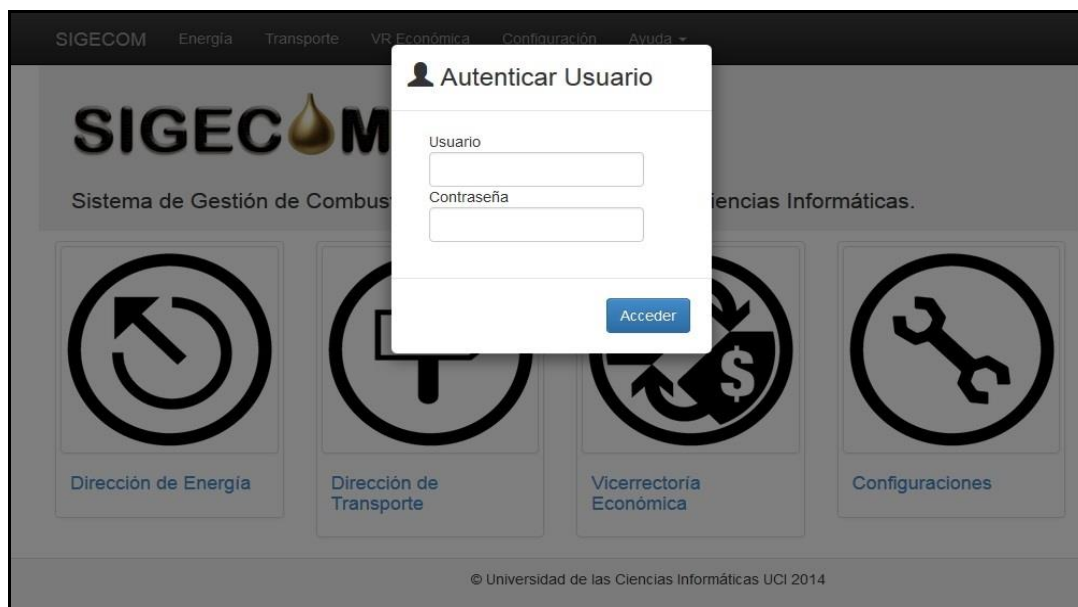 SIGECOM Energía Transporte VR Económica Configuración Ayuda
Autenticar Usuario
SIGECOM
Usuario
Contraseña
Sistema de Gestión de Combus iencias Informáticas.
Acceder
$
Dirección de Energía
Dirección de Transporte
Vicerrectoría Económica
Configuraciones
© Universidad de las Ciencias Informáticas UCI 2014